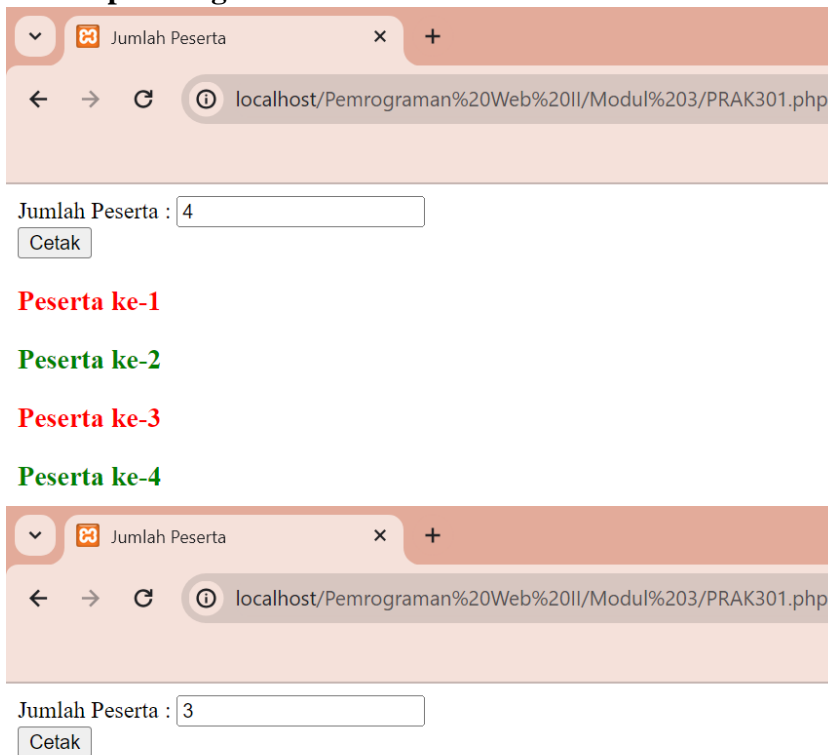 Jumlah Peserta
localhost/Pemrograman%20Web%20II/Modul%203/PRAK301.php
Jumlah Peserta : 4
Cetak
Peserta ke-1
Peserta ke-2
Peserta ke-3
Peserta ke-4
Jumlah Peserta
localhost/Pemrograman%20Web%20II/Modul%203/PRAK301.php
Jumlah Peserta : 3
Cetak